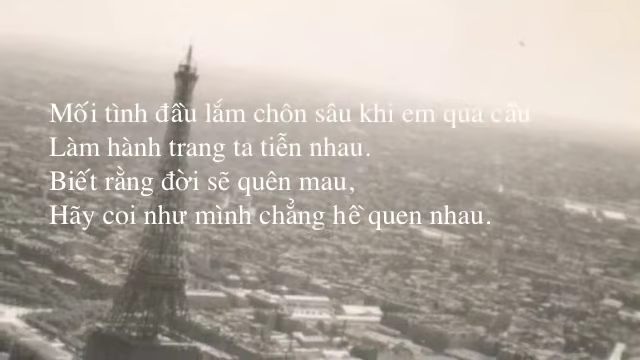 Mối tình đầu lắm chôn sâu khi em qua cầu
Làm hành trang ta tiễn nhau.
Biết rằng đời sẽ quên mau,
Hãy coi như mình chẳng hề quen nhau.